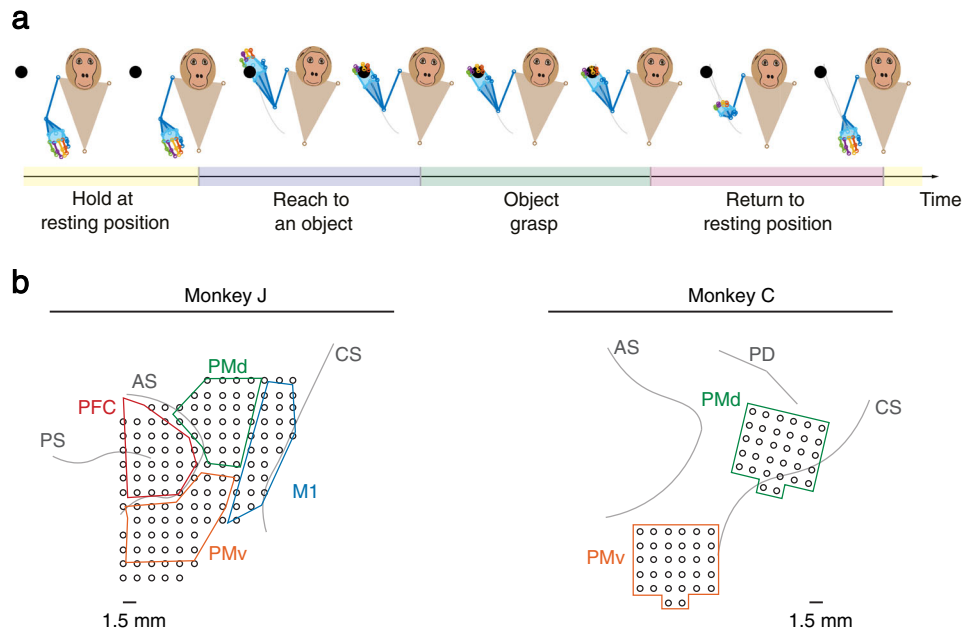 a
Hold at
resting position
Reach to
an object
Object
grasp
Return to
resting position
Time
b
Monkey J
Monkey C
CS
AS
PMd
PFC
PS
M1
PMv
1.5 mm
AS
PD
PMd
CS
PMv
1.5 mm